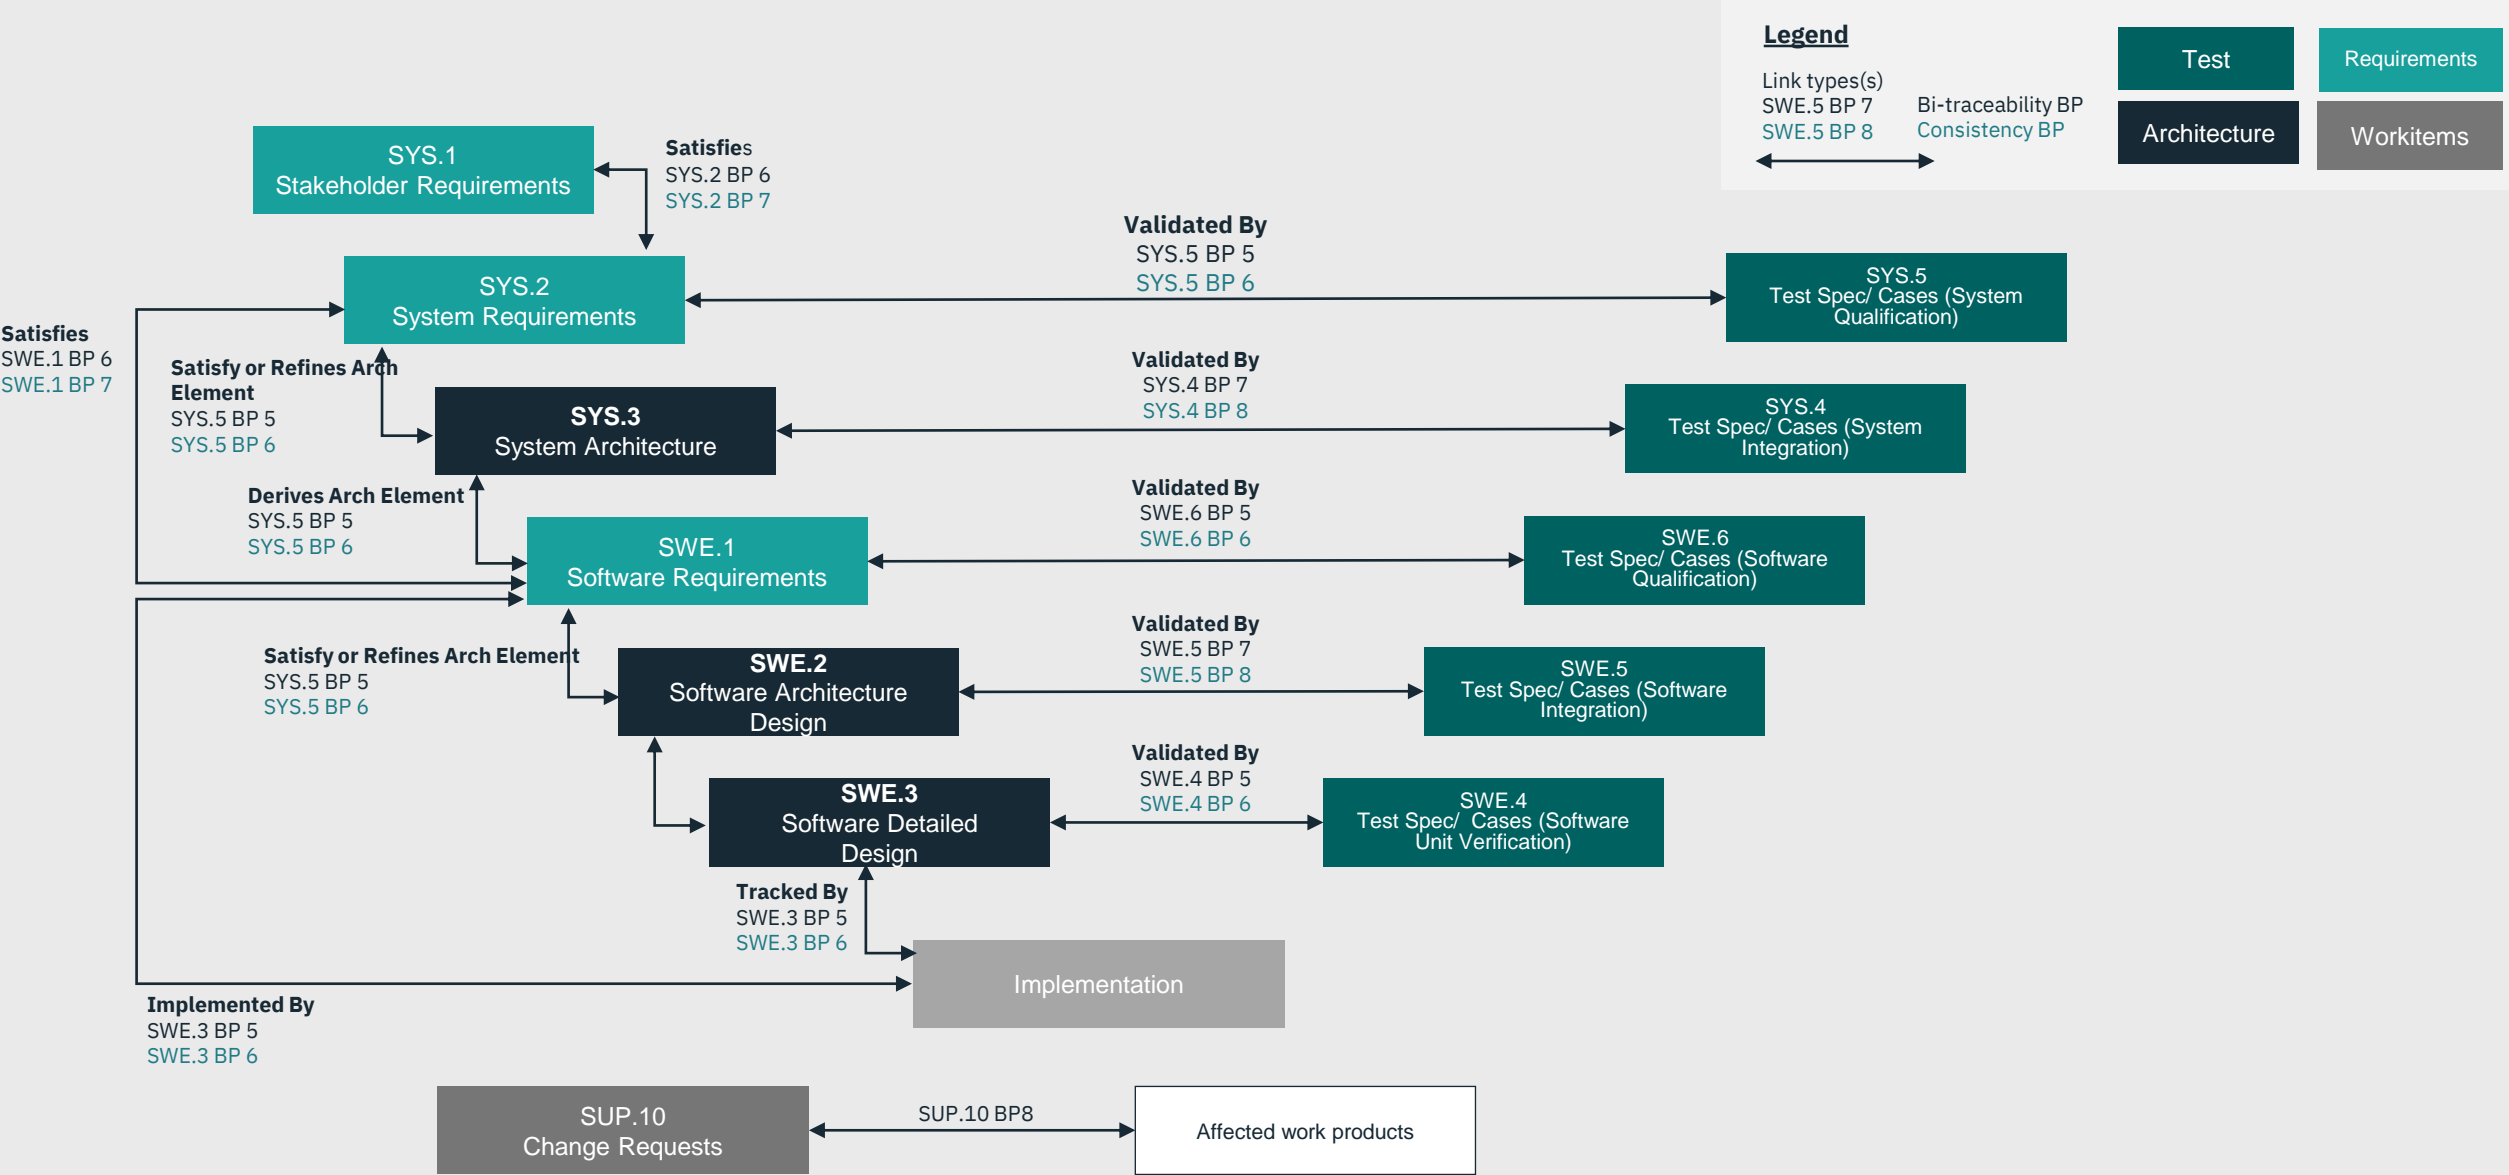 Legend
Link types(s)
SWE.5 BP 7
Bi-traceability BP
SWE.5 BP 8
Consistency BP
Test
Requirements
Architecture
Workitems
SYS.1
Stakeholder Requirements
Satisfies
SYS.2 BP 6
SYS.2 BP 7
SYS.2
System Requirements
Validated By
SYS.5 BP 5
SYS.5 BP 6
SYS.5
Test Spec/ Cases (System
Qualification)
Satisfies
SWE.1 BP 6
SWE.1 BP 7
Satisfy or Refines Arch
Element
SYS.5 BP 5
SYS.5 BP 6
SYS.3
System Architecture
Validated By
SYS.4 BP 7
SYS.4 BP 8
SYS.4
Test Spec/ Cases (System
Integration)
Derives Arch Element
SYS.5 BP 5
SYS.5 BP 6
SWE.1
Software Requirements
Validated By
SWE.6 BP 5
SWE.6 BP 6
SWE.6
Test Spec/ Cases (Software
Qualification)
Satisfy or Refines Arch Element
SYS.5 BP 5
SYS.5 BP 6
SWE.2
Software Architecture
Design
Validated By
SWE.5 BP 7
SWE.5 BP 8
SWE.5
Test Spec/ Cases (Software
Integration)
SWE.3
Software Detailed
Design
Validated By
SWE.4 BP 5
SWE.4 BP 6
SWE.4
Test Spec/ Cases (Software
Unit Verification)
Tracked By
SWE.3 BP 5
SWE.3 BP 6
Implementation
Implemented By
SWE.3 BP 5
SWE.3 BP 6
SUP.10
Change Requests
SUP.10 BP8
Affected work products